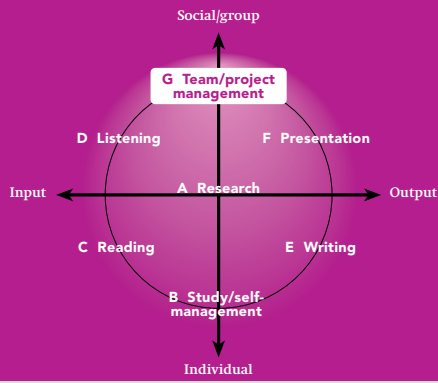 Social/group
G Team/project
management
D Listening
F Presentation
A Research
Input
Output
C Reading
E Writing
B Study/self-
management
Individual